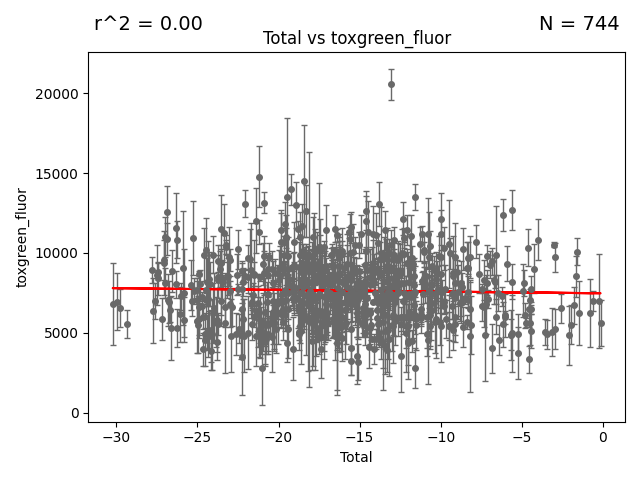 r^2 = 0.00
N = 744
Total vs toxgreen_fluor
20000
15000
10000
5000
0
toxgreen_fluor
−30
−25
−20
−15
−10
−5
0
Total